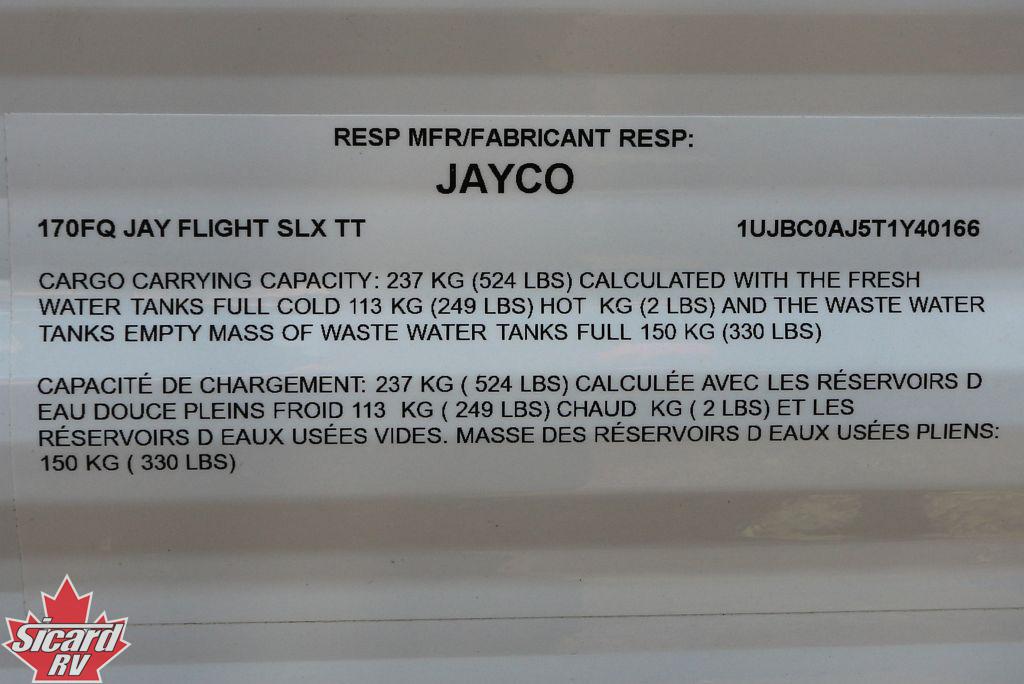 RESP MFR/FABRICANT RESP:
JAYCO
170FQ JAY FLIGHT SLX TT 1UJBC0AJ5T1Y40166
CARGO CARRYING CAPACITY: 237 KG (524 LBS) CALCULATED WITH THE FRESH
WATER TANKS FULL COLD 113 KG (249 LBS) HOT KG (2 LBS) AND THE WASTE WATER
TANKS EMPTY MASS OF WASTE WATER TANKS FULL 150 KG (330 LBS)
CAPACITÉ DE CHARGEMENT: 237 KG ( 524 LBS) CALCULÉE AVEC LES RÉSERVOIRS D
EAU DOUCE PLEINS FROID 113 KG ( 249 LBS) CHAUD KG ( 2 LBS) ET LES
RÉSERVOIRS D EAUX USÉES VIDES. MASSE DES RÉSERVOIRS D EAUX USÉES PLIENS:
150 KG ( 330 LBS)
Sicard
RV